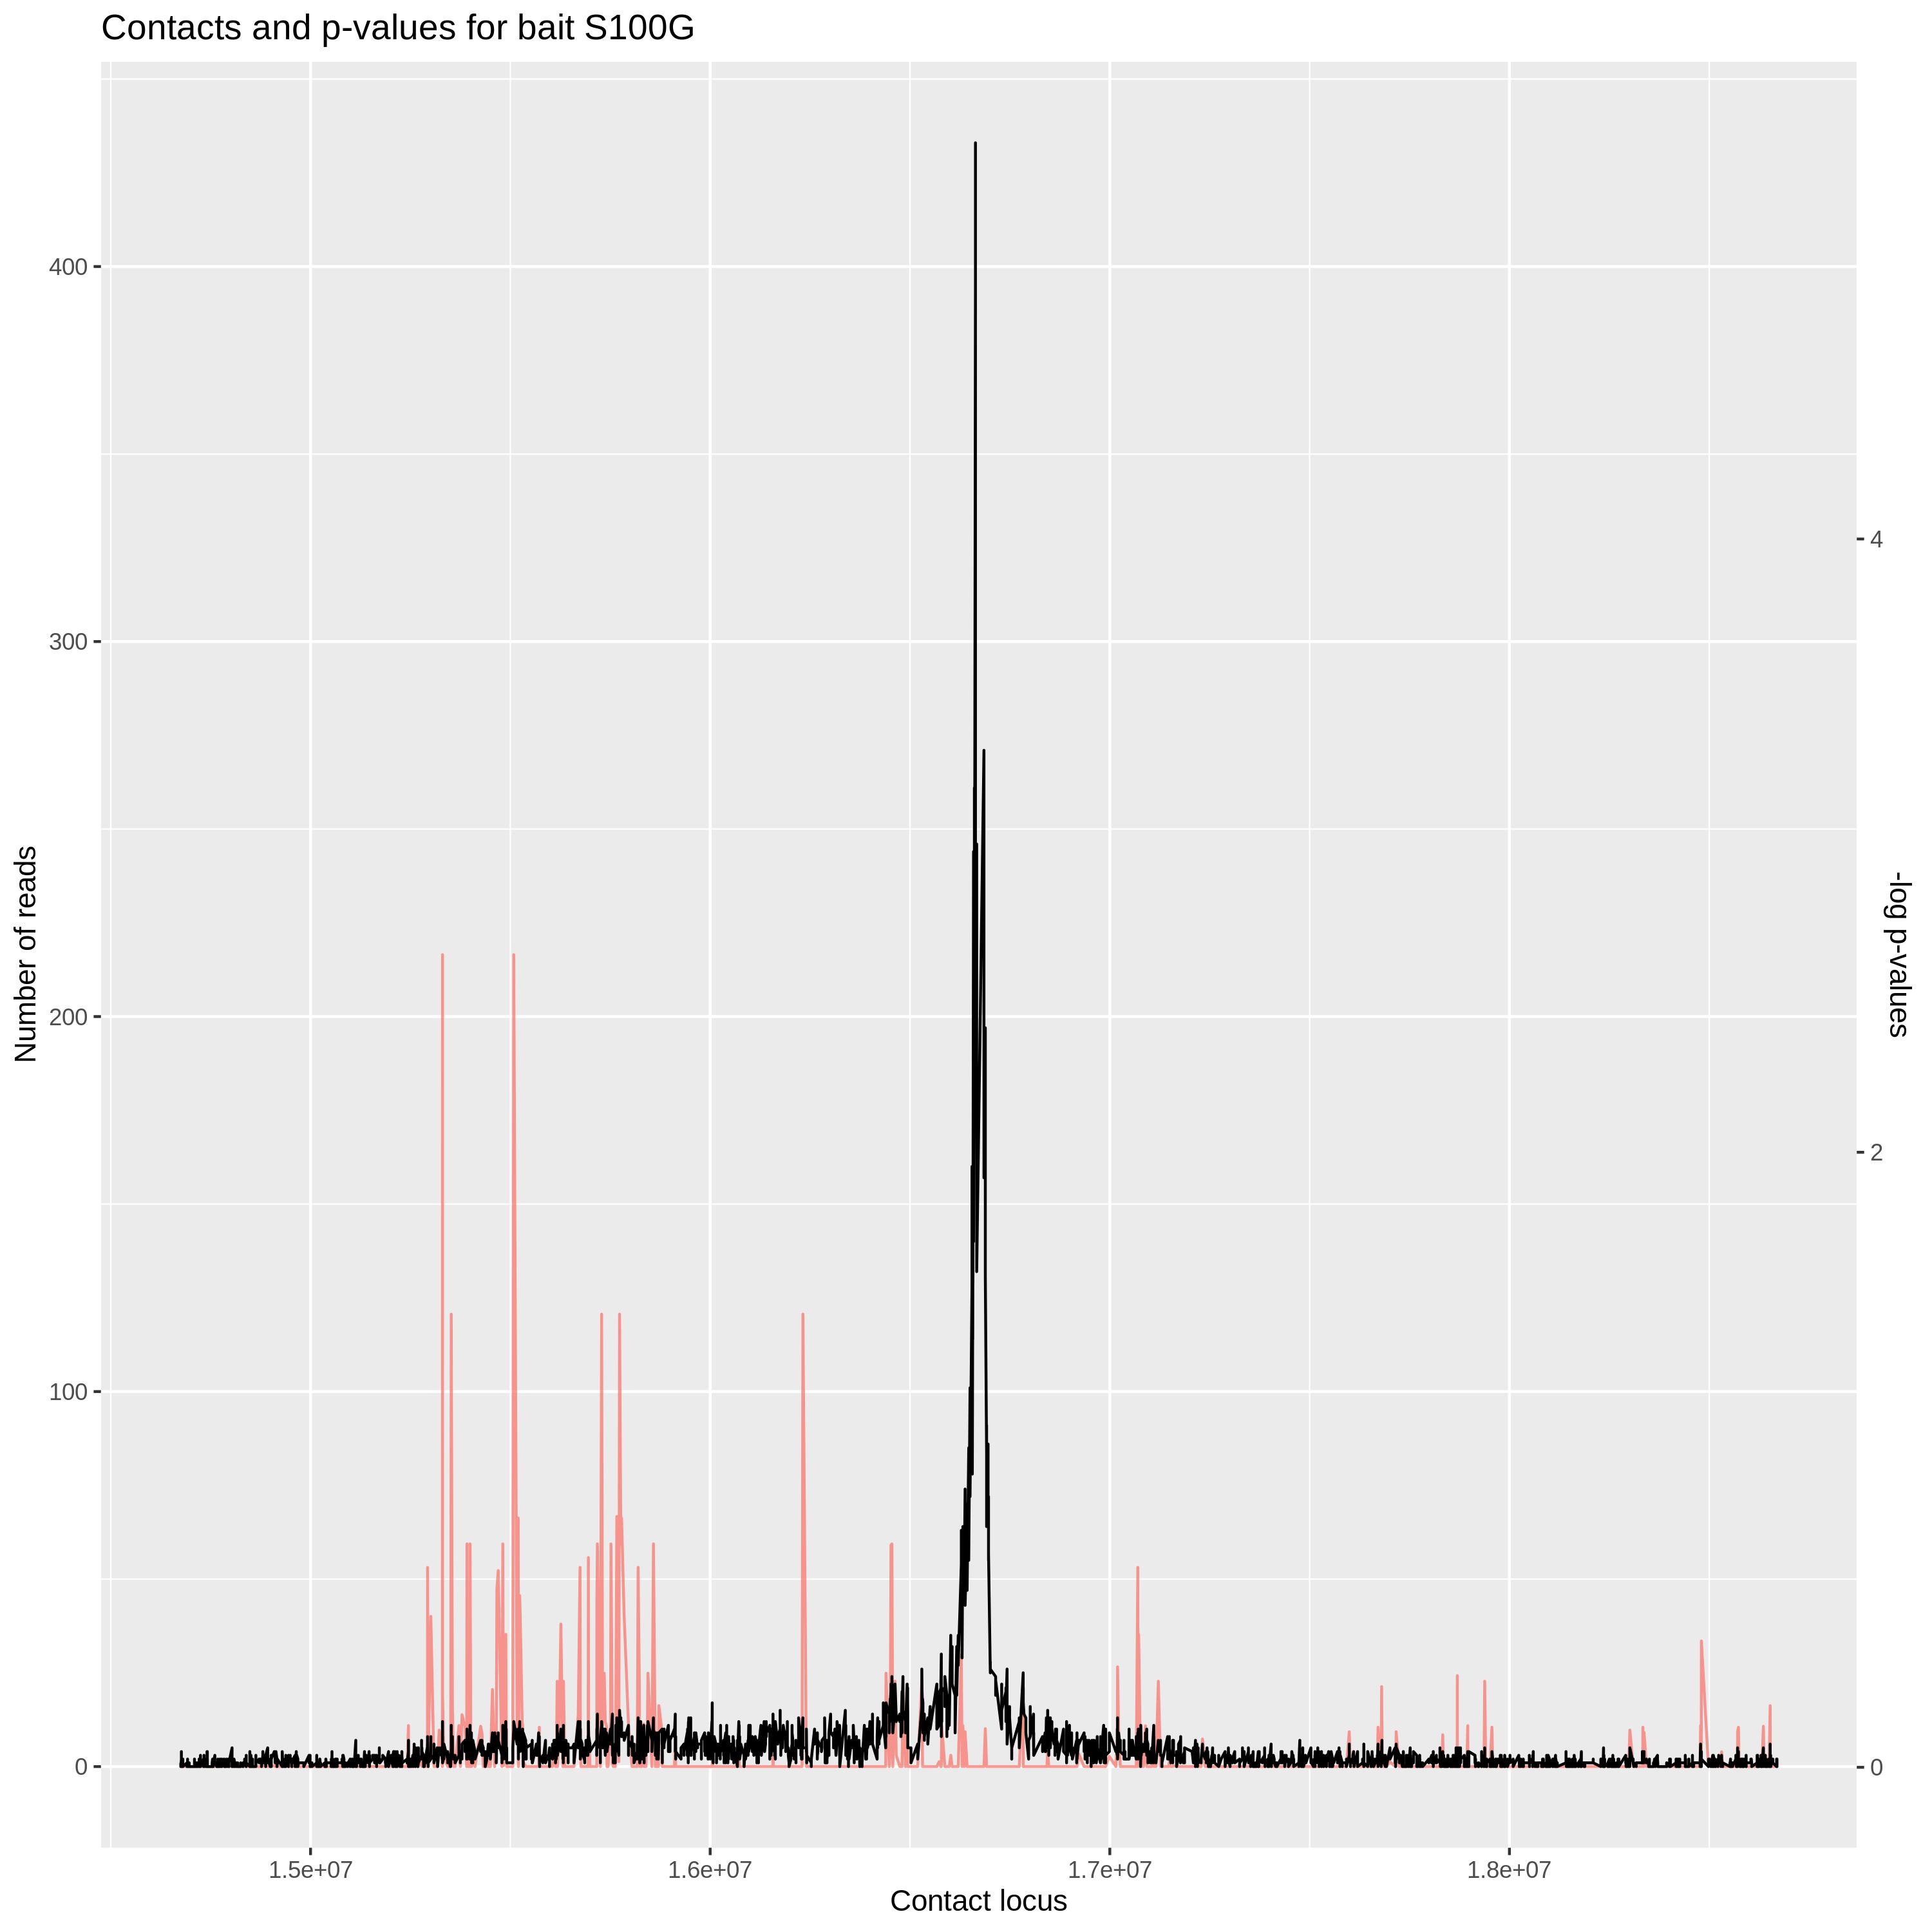 Contacts and p-values for bait S100G
Number of reads
400
300
200
100
0
4
2
0
-log p-values
1.5e+07
1.6e+07
1.7e+07
1.8e+07
Contact locus